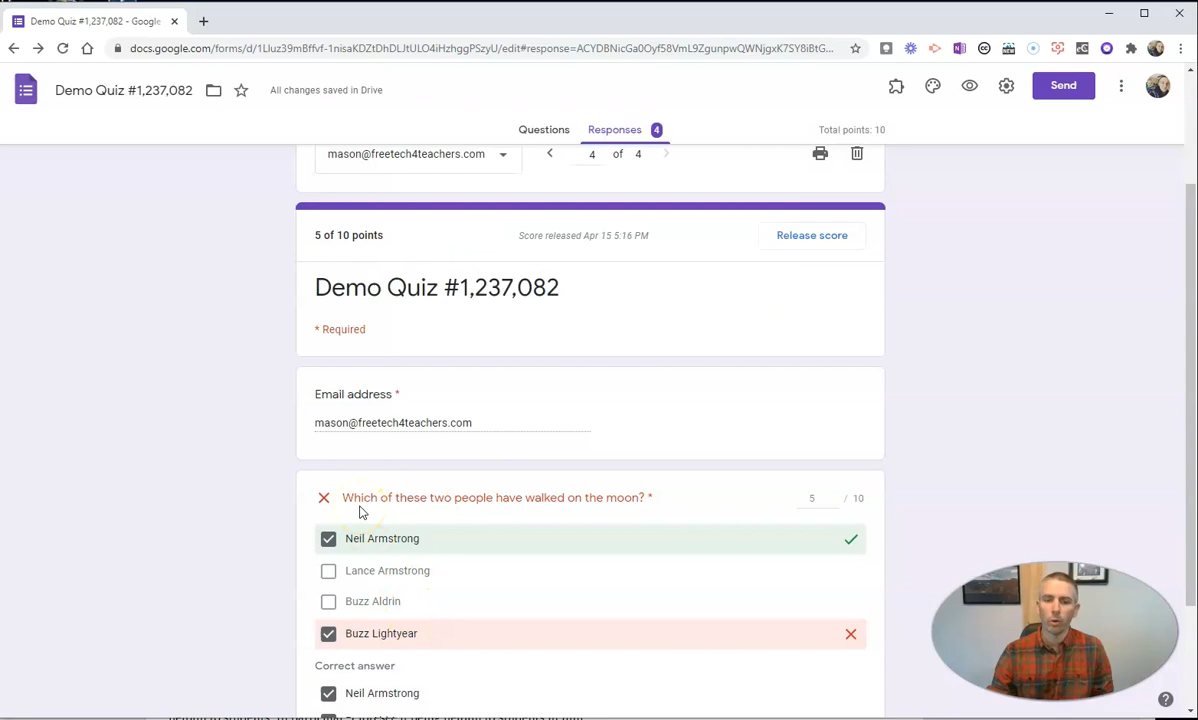 Demo Quiz #1,237,082 - Google
docs.google.com/forms/d/1Lluz39mBffvf-1nisaKDZtDhDLJtULO4iHzhggPSzyU/edit#response=ACYDBNicGa0Oyf58VmL9ZgunpwQWNjgxK7SY8iBtG...
Demo Quiz #1,237,082
All changes saved in Drive
Send
Questions
Responses
4
Total points: 10
mason@freetech4teachers.com
4 of 4
5 of 10 points
Score released Apr 15 5:16 PM
Release score
Demo Quiz #1,237,082
* Required
Email address *
mason@freetech4teachers.com
Which of these two people have walked on the moon? *
5 / 10
Neil Armstrong
Lance Armstrong
Buzz Aldrin
Buzz Lightyear
Correct answer
Neil Armstrong